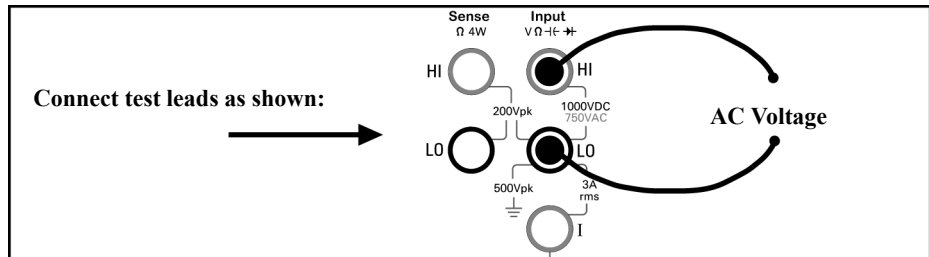 Sense Input
Ω 4W VΩ⊣⊢ ➔⊢
HI HI
Connect test leads as shown:
200Vpk 1000VDC
750VAC
AC Voltage
LO LO
500Vpk 3A
rms
I